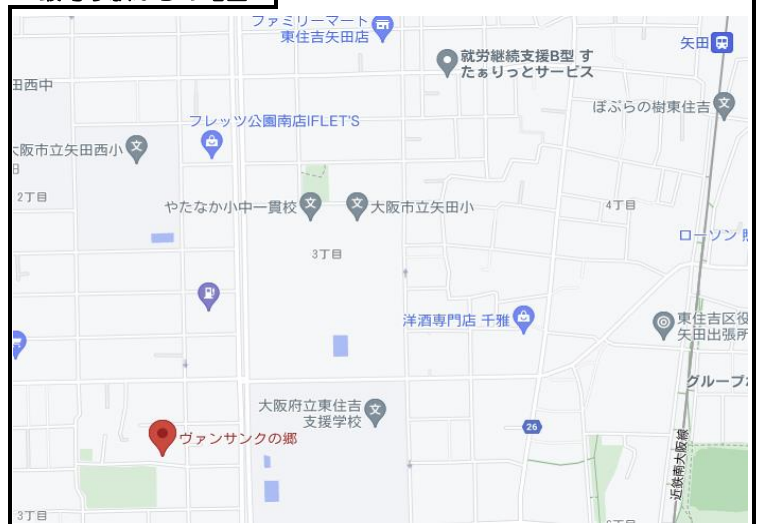 ファミリーマート
東住吉矢田店
矢田
就労継続支援B型 す
たぁりっとサービス
田西中
ぽぷらの樹東住吉
フレッツ公園南店IFLET'S
大阪市立矢田西小
2丁目
やたなか小中一貫校
大阪市立矢田小
4丁目
ローソン
3丁目
洋酒専門店 千雅
東住吉区役
矢田出張所
グループ
大阪府立東住吉
支援学校
26
ヴァンサンクの郷
近鉄南大阪線
3丁目